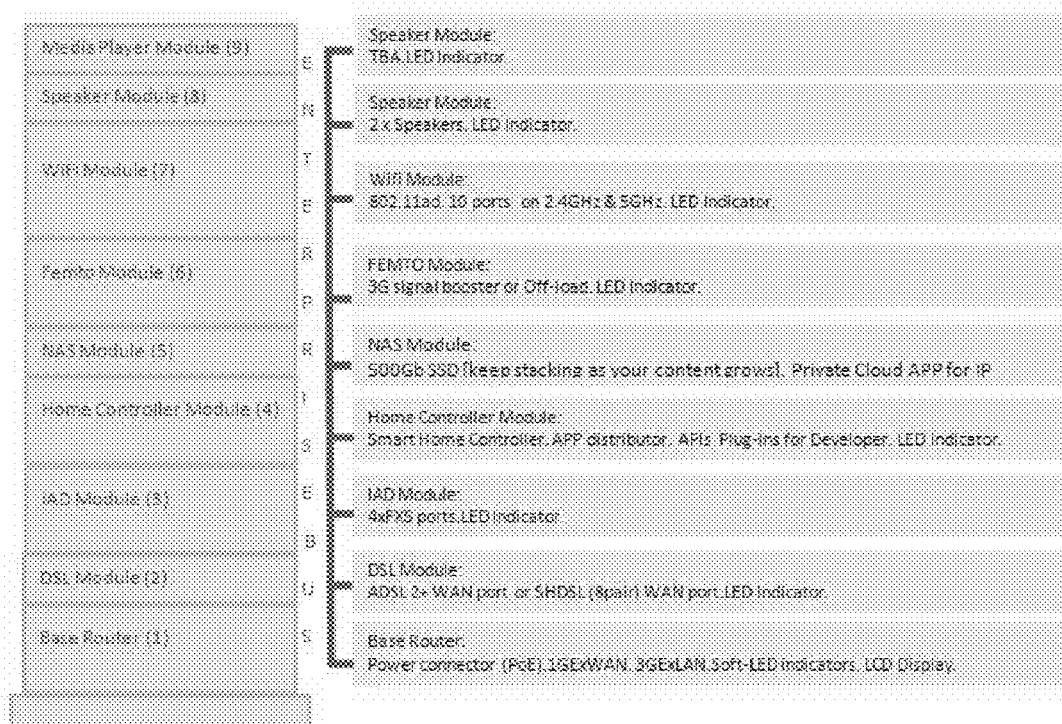 Media Player Module (9)
Speaker Module (8)
WiFi Module (7)
Femto Module (6)
NAS Module (5)
Home Controller Module (4)
IAD Module (3)
DSL Module (2)
Base Router (1)
E
N
T
E
R
P
R
I
S
E
B
U
S
Speaker Module:
TBA.LED Indicator
Speaker Module:
2 x Speakers. LED Indicator.
Wifi Module:
802.11ad. 10 ports on 2.4GHz & 5GHz. LED Indicator.
FEMTO Module:
3G signal booster or Off-load. LED Indicator.
NAS Module:
500Gb SSD [keep stacking as your content grows]. Private Cloud APP for IP
Home Controller Module:
Smart Home Controller. APP distributor. APIs Plug-ins for Developer. LED Indicator.
IAD Module:
4xFXS ports.LED Indicator
DSL Module:
ADSL 2+ WAN port or SHDSL (8pair) WAN port.LED Indicator.
Base Router.
Power connector (PoE).1GExWAN. 3GExLAN.Soft-LED indicators. LCD Display.